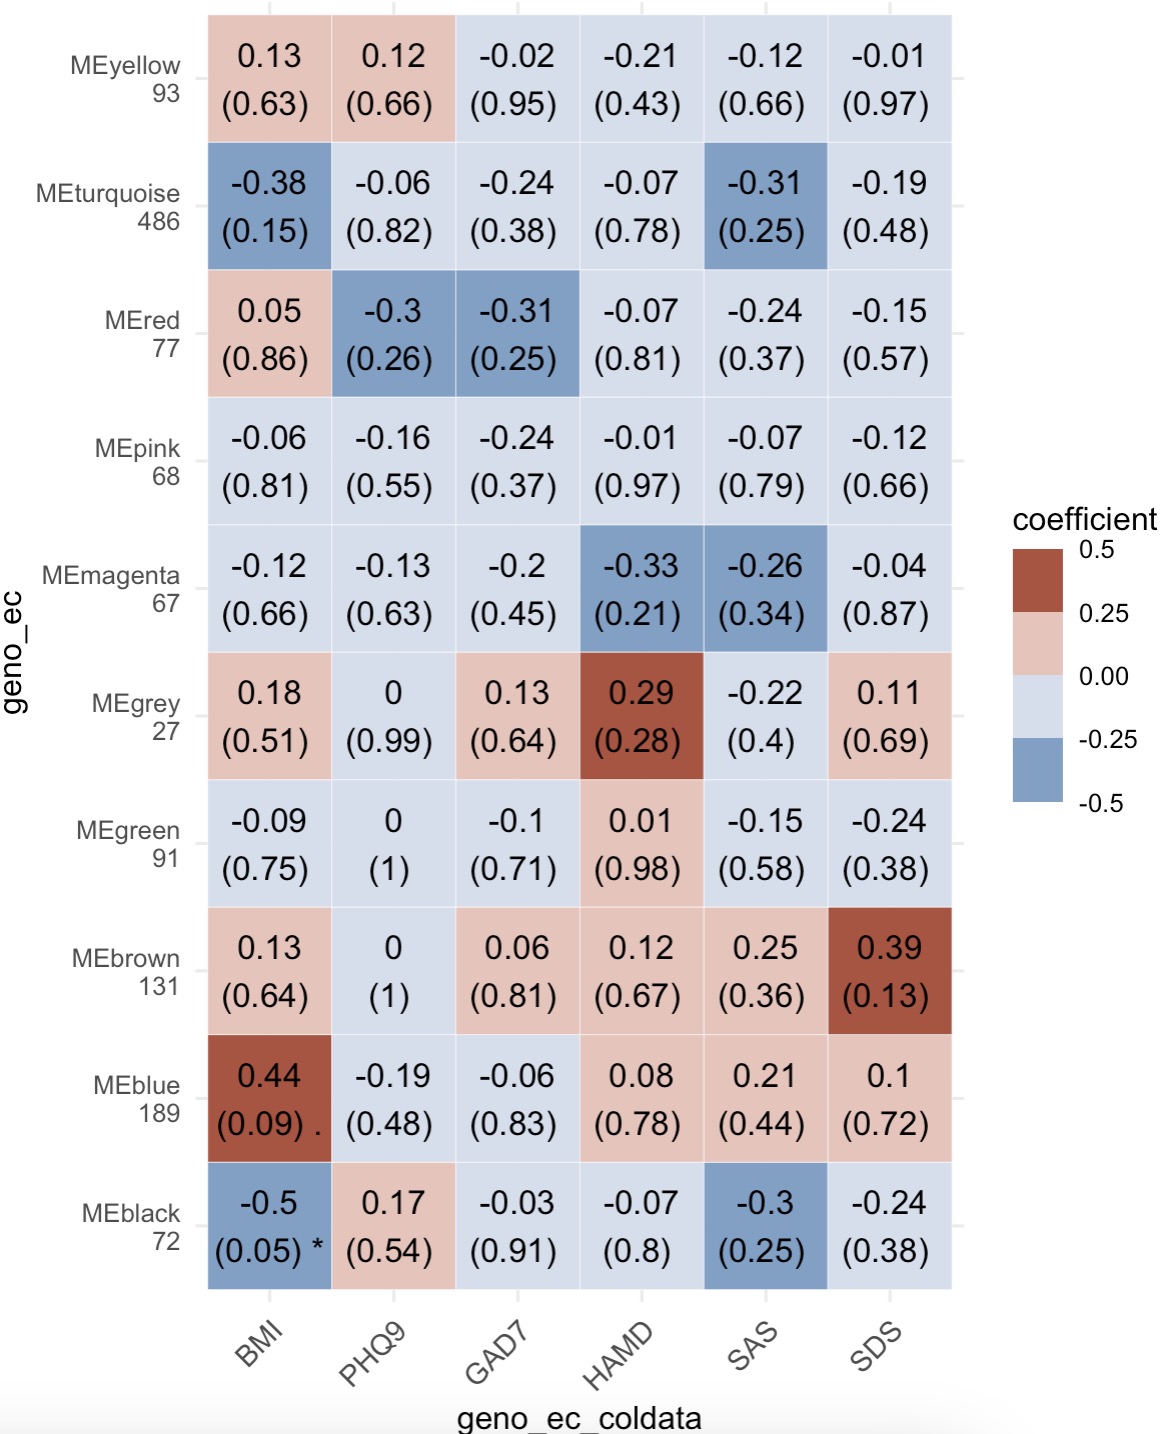 MEyellow
93
0.13 0.12 -0.02 -0.21 -0.12 -0.01
(0.63) (0.66) (0.95) (0.43) (0.66) (0.97)
MEturquoise
486
-0.38 -0.06 -0.24 -0.07 -0.31 -0.19
(0.15) (0.82) (0.38) (0.78) (0.25) (0.48)
MEred
77
0.05 -0.3 -0.31 -0.07 -0.24 -0.15
(0.86) (0.26) (0.25) (0.81) (0.37) (0.57)
MEpink
68
-0.06 -0.16 -0.24 -0.01 -0.07 -0.12
(0.81) (0.55) (0.37) (0.97) (0.79) (0.66)
MEmagenta
67
-0.12 -0.13 -0.2 -0.33 -0.26 -0.04
(0.66) (0.63) (0.45) (0.21) (0.34) (0.87)
MEgrey
27
0.18 0 0.13 0.29 -0.22 0.11
(0.51) (0.99) (0.64) (0.28) (0.4) (0.69)
MEgreen
91
-0.09 0 -0.1 0.01 -0.15 -0.24
(0.75) (1) (0.71) (0.98) (0.58) (0.38)
MEbrown
131
0.13 0 0.06 0.12 0.25 0.39
(0.64) (1) (0.81) (0.67) (0.36) (0.13)
MEblue
189
0.44 -0.19 -0.06 0.08 0.21 0.1
(0.09) . (0.48) (0.83) (0.78) (0.44) (0.72)
MEblack
72
-0.5 0.17 -0.03 -0.07 -0.3 -0.24
(0.05) * (0.54) (0.91) (0.8) (0.25) (0.38)
BMI PHQ9 GAD7 HAMD SAS SDS
geno_ec_coldata
geno_ec
coefficient
0.5
0.25
0.00
-0.25
-0.5